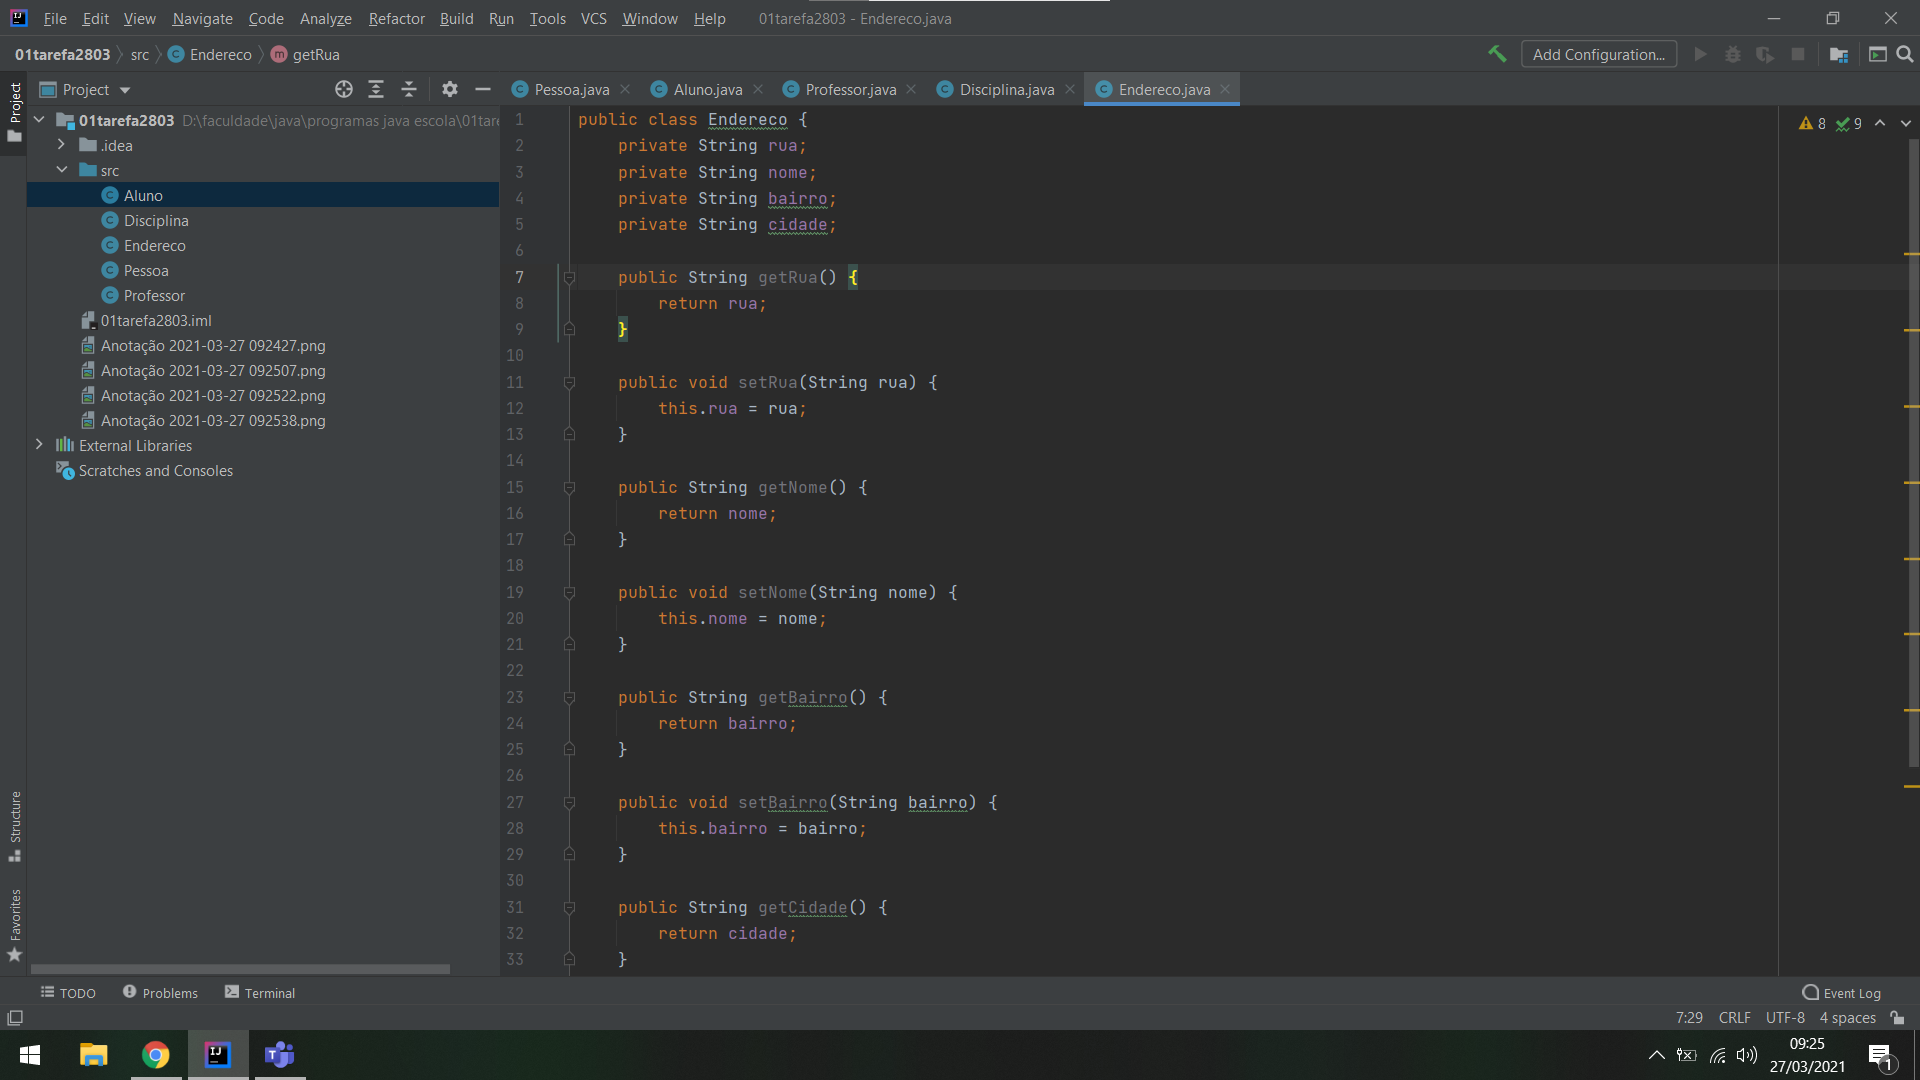 File Edit View Navigate Code Analyze Refactor Build Run Tools VCS Window Help 01tarefa2803 - Endereco.java
01tarefa2803 src Endereco getRua Add Configuration...
Project Pessoa.java Aluno.java Professor.java Disciplina.java Endereco.java
Project
01tarefa2803 D:\faculdade\java\programas java escola\01tare
.idea
src
Aluno
Disciplina
Endereco
Pessoa
Professor
01tarefa2803.iml
Anotação 2021-03-27 092427.png
Anotação 2021-03-27 092507.png
Anotação 2021-03-27 092522.png
Anotação 2021-03-27 092538.png
External Libraries
Scratches and Consoles
Structure
Favorites
8 9
1 public class Endereco {
2 private String rua;
3 private String nome;
4 private String bairro;
5 private String cidade;
6
7 public String getRua() {
8 return rua;
9 }
10
11 public void setRua(String rua) {
12 this.rua = rua;
13 }
14
15 public String getNome() {
16 return nome;
17 }
18
19 public void setNome(String nome) {
20 this.nome = nome;
21 }
22
23 public String getBairro() {
24 return bairro;
25 }
26
27 public void setBairro(String bairro) {
28 this.bairro = bairro;
29 }
30
31 public String getCidade() {
32 return cidade;
33 }
TODO Problems Terminal Event Log
7:29 CRLF UTF-8 4 spaces
09:25
27/03/2021
1